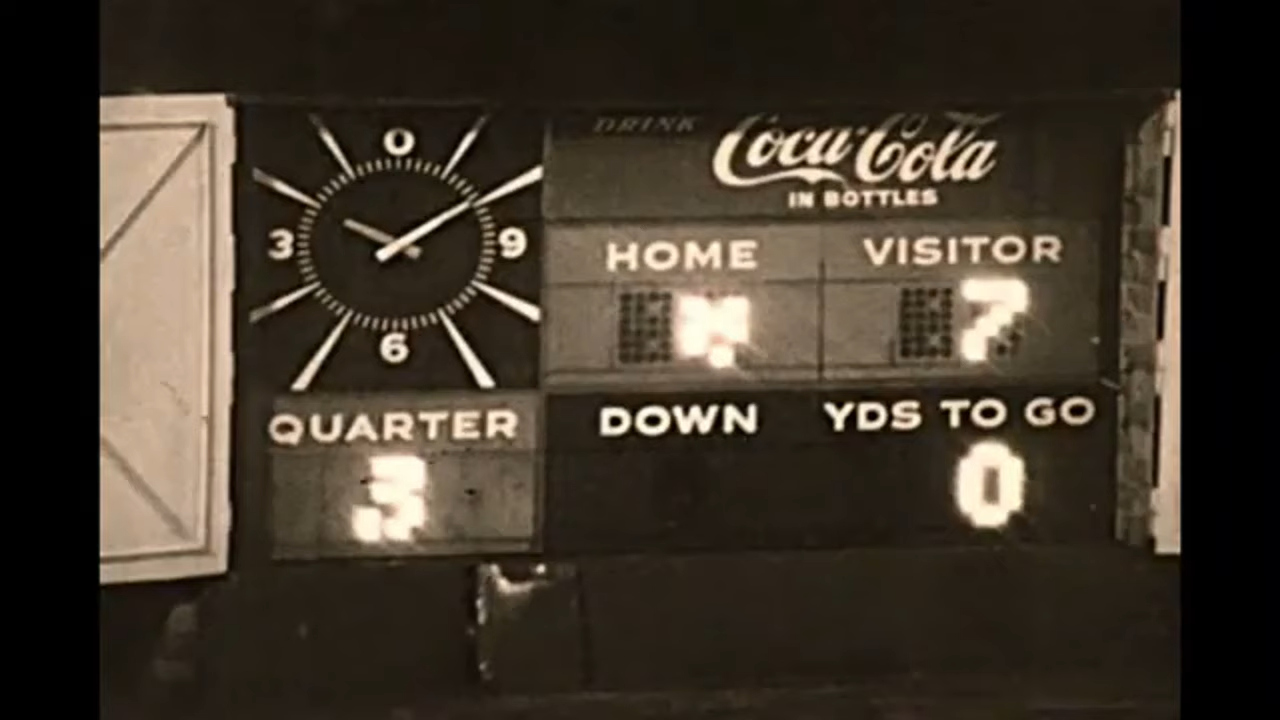 DRINK
Coca-Cola
IN BOTTLES
0
3
9
6
HOME
VISITOR
7
QUARTER
DOWN
YDS TO GO
3
0